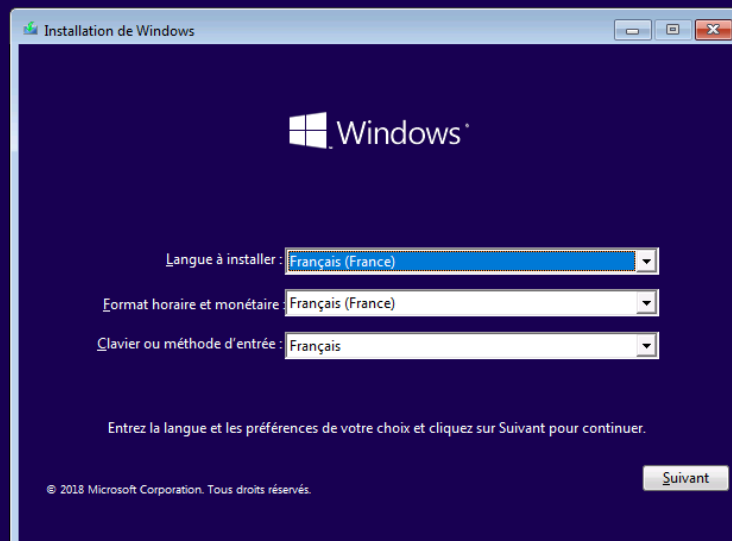 Installation de Windows
Windows
Langue à installer : Français (France)
Format horaire et monétaire : Français (France)
Clavier ou méthode d'entrée : Français
Entrez la langue et les préférences de votre choix et cliquez sur Suivant pour continuer.
Suivant
© 2018 Microsoft Corporation. Tous droits réservés.